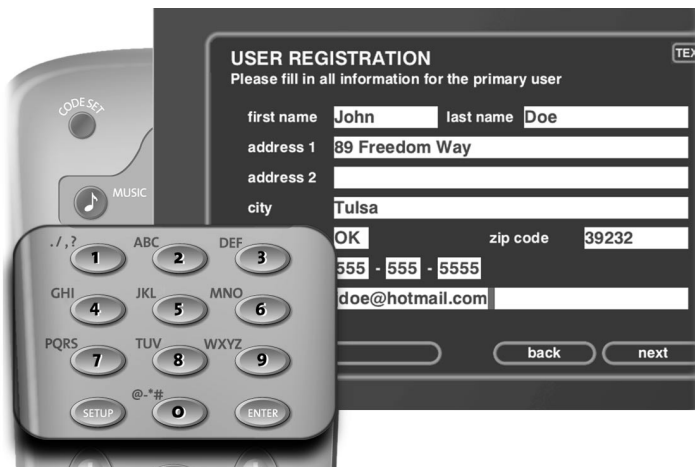 USER REGISTRATION
Please fill in all information for the primary user
first name John last name Doe
address 1 89 Freedom Way
address 2
city Tulsa
OK zip code 39232
555 - 555 - 5555
doe@hotmail.com
back next
CODE SET
MUSIC
./,? 1 ABC 2 DEF 3
GHI 4 JKL 5 MNO 6
PQRS 7 TUV 8 WXYZ 9
@-*#
SETUP 0 ENTER